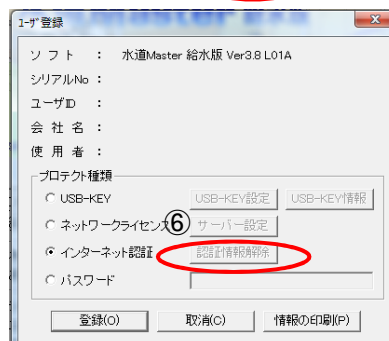 ユーザ登録
ソフト ： 水道Master 給水版 Ver3.8 L01A
シリアルNo ：
ユーザID ：
会社名 ：
使用者 ：
プロテクト種類
USB-KEY USB-KEY設定 USB-KEY情報
ネットワークライセンス ⑥ サーバー設定
インターネット認証 認証情報解除
パスワード
登録(O) 取消(C) 情報の印刷(P)